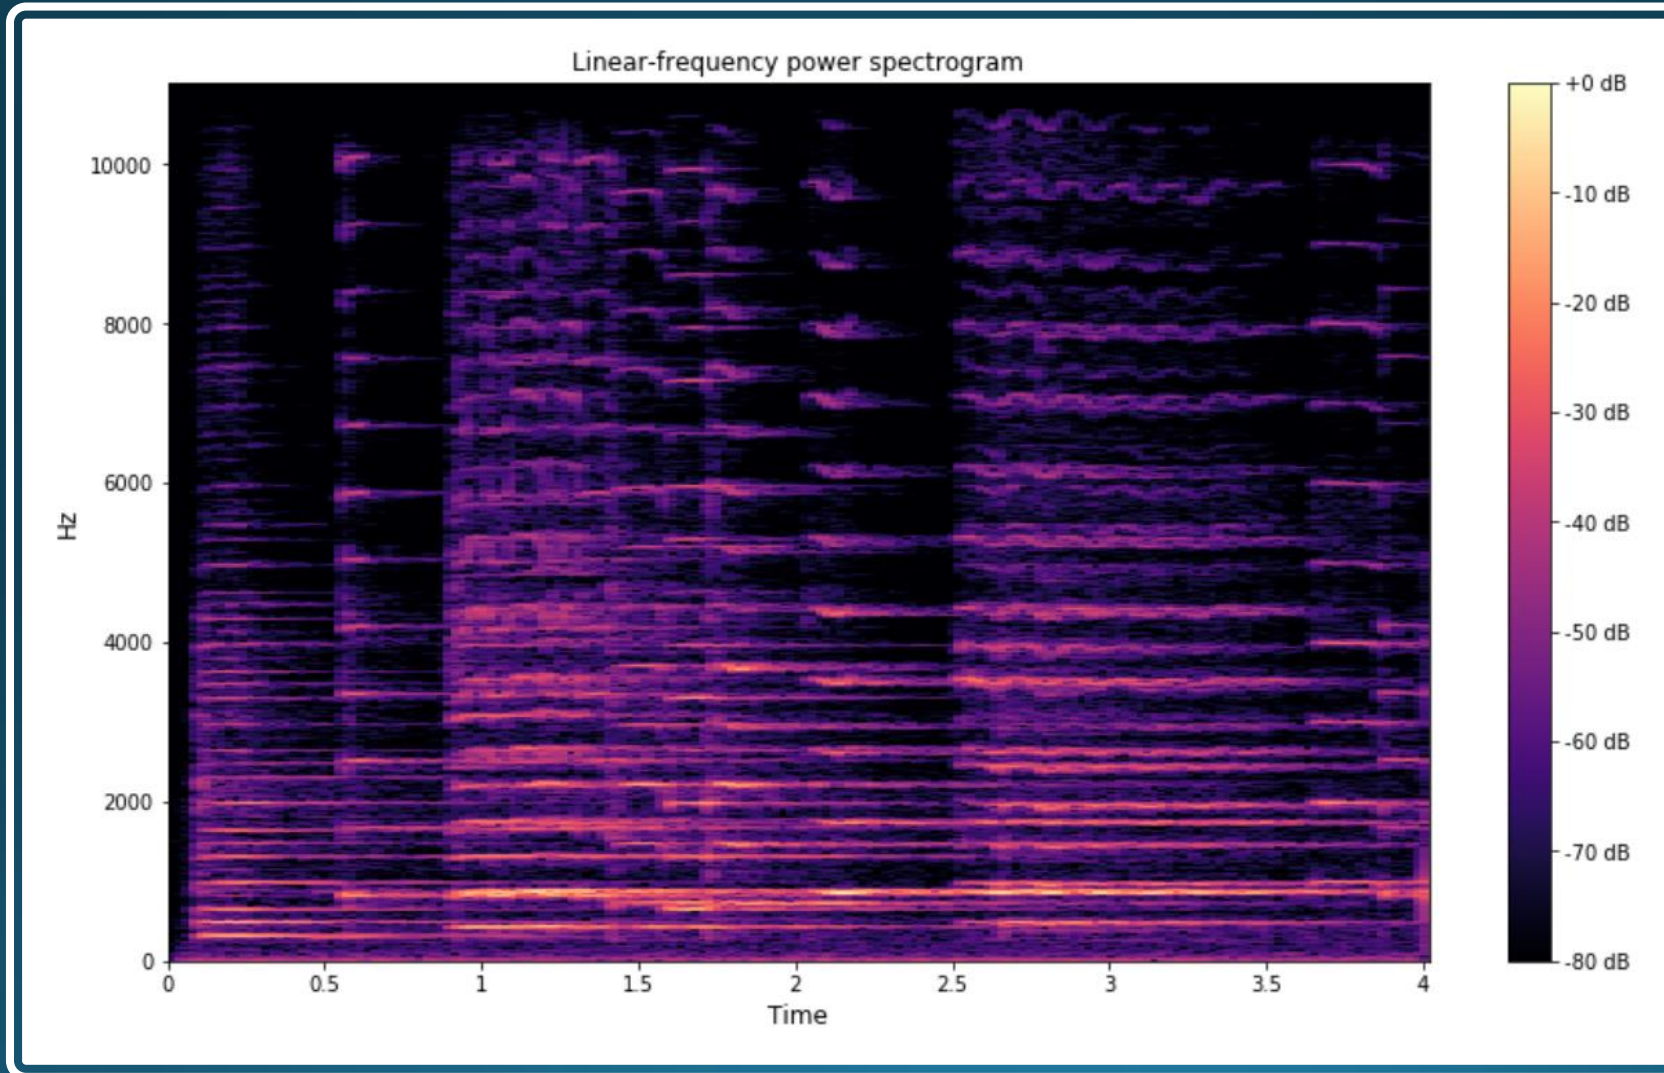 Linear-frequency power spectrogram
Hz
10000
8000
6000
4000
2000
0
0 0.5 1 1.5 2 2.5 3 3.5 4
Time
+0 dB
-10 dB
-20 dB
-30 dB
-40 dB
-50 dB
-60 dB
-70 dB
-80 dB